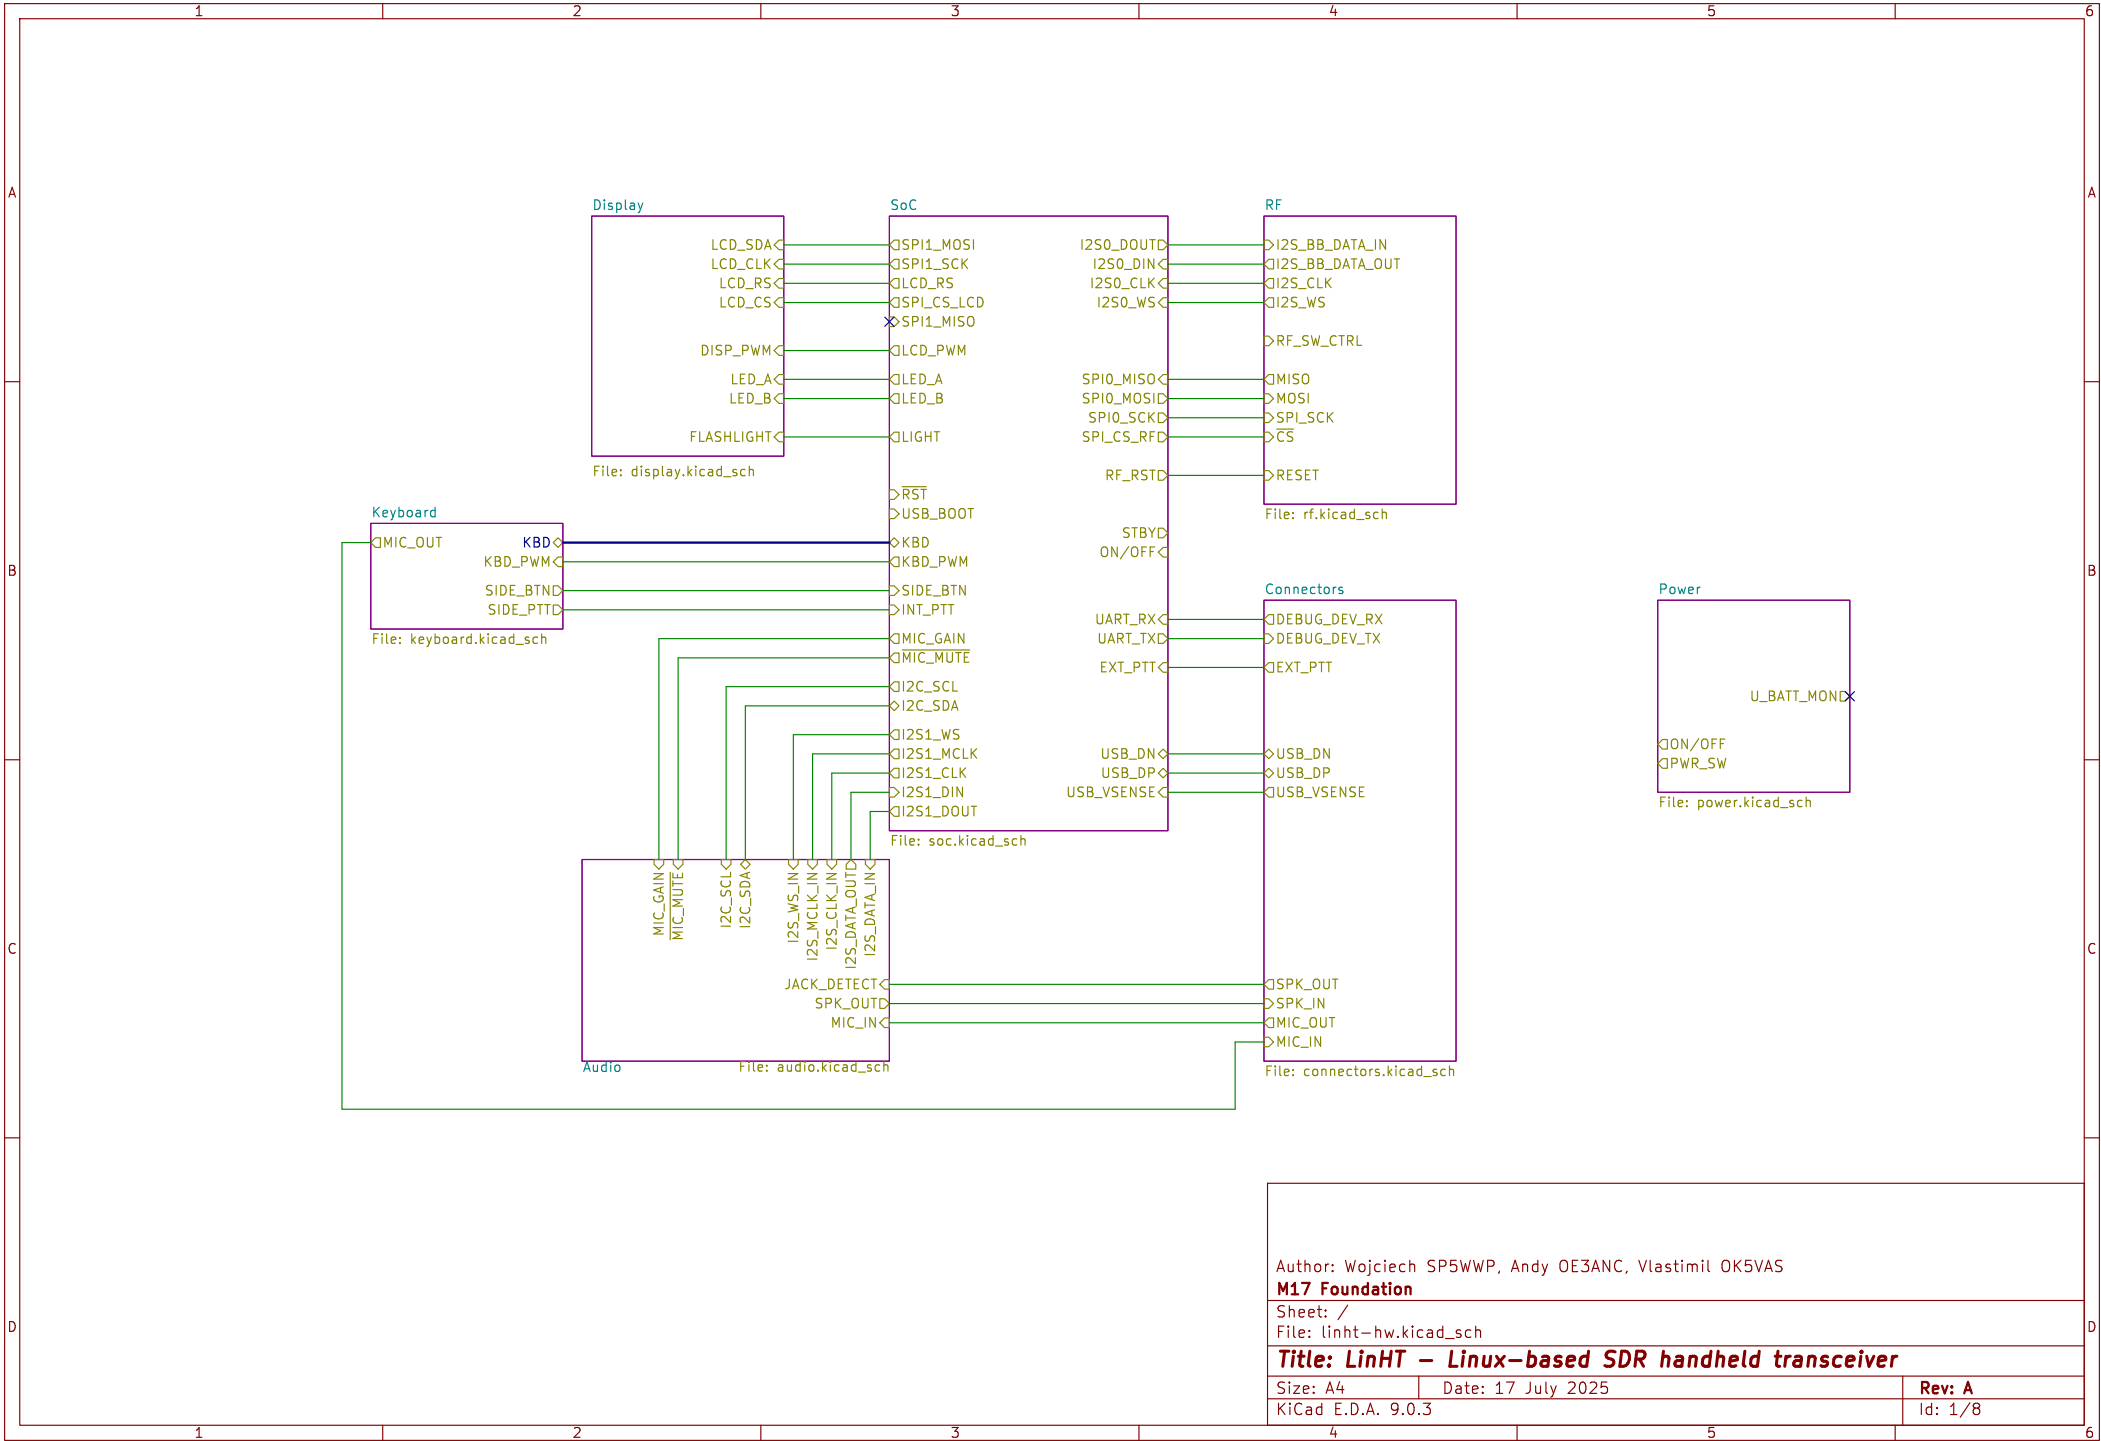 1 2 3 4 5 6
A A
B B
C C
D D
Display
LCD_SDA
LCD_CLK
LCD_RS
LCD_CS
DISP_PWM
LED_A
LED_B
FLASHLIGHT
File: display.kicad_sch
Keyboard
MIC_OUT
KBD
KBD_PWM
SIDE_BTN
SIDE_PTT
File: keyboard.kicad_sch
SoC
SPI1_MOSI
SPI1_SCK
LCD_RS
SPI_CS_LCD
SPI1_MISO
LCD_PWM
LED_A
LED_B
LIGHT
RST
USB_BOOT
KBD
KBD_PWM
SIDE_BTN
INT_PTT
MIC_GAIN
MIC_MUTE
I2C_SCL
I2C_SDA
I2S1_WS
I2S1_MCLK
I2S1_CLK
I2S1_DIN
I2S1_DOUT
I2S0_DOUT
I2S0_DIN
I2S0_CLK
I2S0_WS
SPI0_MISO
SPI0_MOSI
SPI0_SCK
SPI_CS_RF
RF_RST
STBY
ON/OFF
UART_RX
UART_TX
EXT_PTT
USB_DN
USB_DP
USB_VSENSE
File: soc.kicad_sch
RF
I2S_BB_DATA_IN
I2S_BB_DATA_OUT
I2S_CLK
I2S_WS
RF_SW_CTRL
MISO
MOSI
SPI_SCK
CS
RESET
File: rf.kicad_sch
Connectors
DEBUG_DEV_RX
DEBUG_DEV_TX
EXT_PTT
USB_DN
USB_DP
USB_VSENSE
SPK_OUT
SPK_IN
MIC_OUT
MIC_IN
File: connectors.kicad_sch
Power
U_BATT_MON
ON/OFF
PWR_SW
File: power.kicad_sch
MIC_GAIN
MIC_MUTE
I2C_SCL
I2C_SDA
I2S_WS_IN
I2S_MCLK_IN
I2S_CLK_IN
I2S_DATA_OUT
I2S_DATA_IN
JACK_DETECT
SPK_OUT
MIC_IN
Audio
File: audio.kicad_sch
Author: Wojciech SP5WWP, Andy OE3ANC, Vlastimil OK5VAS
M17 Foundation
Sheet: /
File: linht-hw.kicad_sch
Title: LinHT - Linux-based SDR handheld transceiver
Size: A4 Date: 17 July 2025 Rev: A
KiCad E.D.A. 9.0.3 Id: 1/8
1 2 3 4 5 6